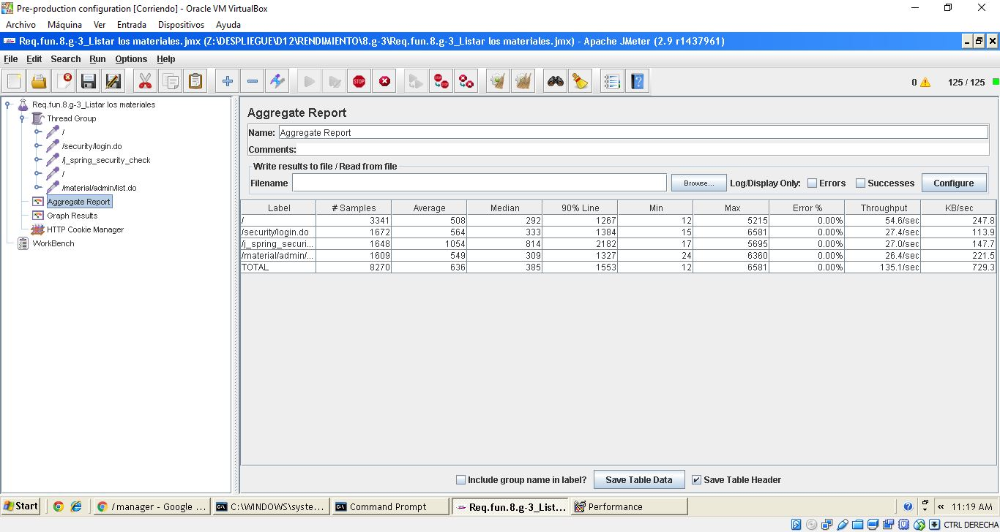 Pre-production configuration [Corriendo] - Oracle VM VirtualBox
Archivo Máquina Ver Entrada Dispositivos Ayuda
Req.fun.8.g-3_Listar los materiales.jmx (Z:\DESPLIEGUE\D12\RENDIMIENTO\8.g-3\Req.fun.8.g-3_Listar los materiales.jmx) - Apache JMeter (2.9 r1437961)
File Edit Search Run Options Help
STOP 0 125 / 125
Req.fun.8.g-3_Listar los materiales
Thread Group
/
/security/login.do
/j_spring_security_check
/
/material/admin/list.do
Aggregate Report
Graph Results
HTTP Cookie Manager
WorkBench
Aggregate Report
Name: Aggregate Report
Comments:
Write results to file / Read from file
Filename Browse... Log/Display Only: Errors Successes Configure
Label # Samples Average Median 90% Line Min Max Error % Throughput KB/sec
/ 3341 508 292 1267 12 5215 0.00% 54.6/sec 247.8
/security/login.do 1672 564 333 1384 15 6581 0.00% 27.4/sec 113.9
/j_spring_securi... 1648 1054 814 2182 17 5695 0.00% 27.0/sec 147.7
/material/admin/... 1609 549 309 1327 24 6360 0.00% 26.4/sec 221.5
TOTAL 8270 636 385 1553 12 6581 0.00% 135.1/sec 729.3
Include group name in label? Save Table Data Save Table Header
Start /manager - Google ... C:\WINDOWS\syste... Command Prompt Req.fun.8.g-3_List... Performance « 11:19 AM
CTRL DERECHA